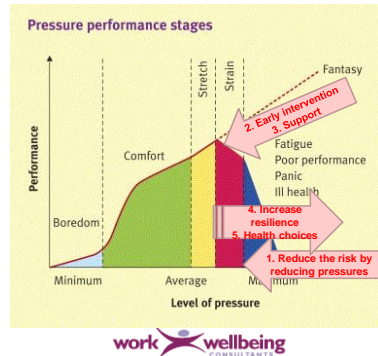 Pressure performance stages
Stretch
Strain
Fantasy
2. Early intervention
3. Support
Comfort
Fatigue
Poor performance
Panic
Ill health
Performance
Boredom
4. Increase
resilience
5. Health choices
1. Reduce the risk by
reducing pressures
Minimum
Average
Level of pressure
work wellbeing
CONSULTANTS